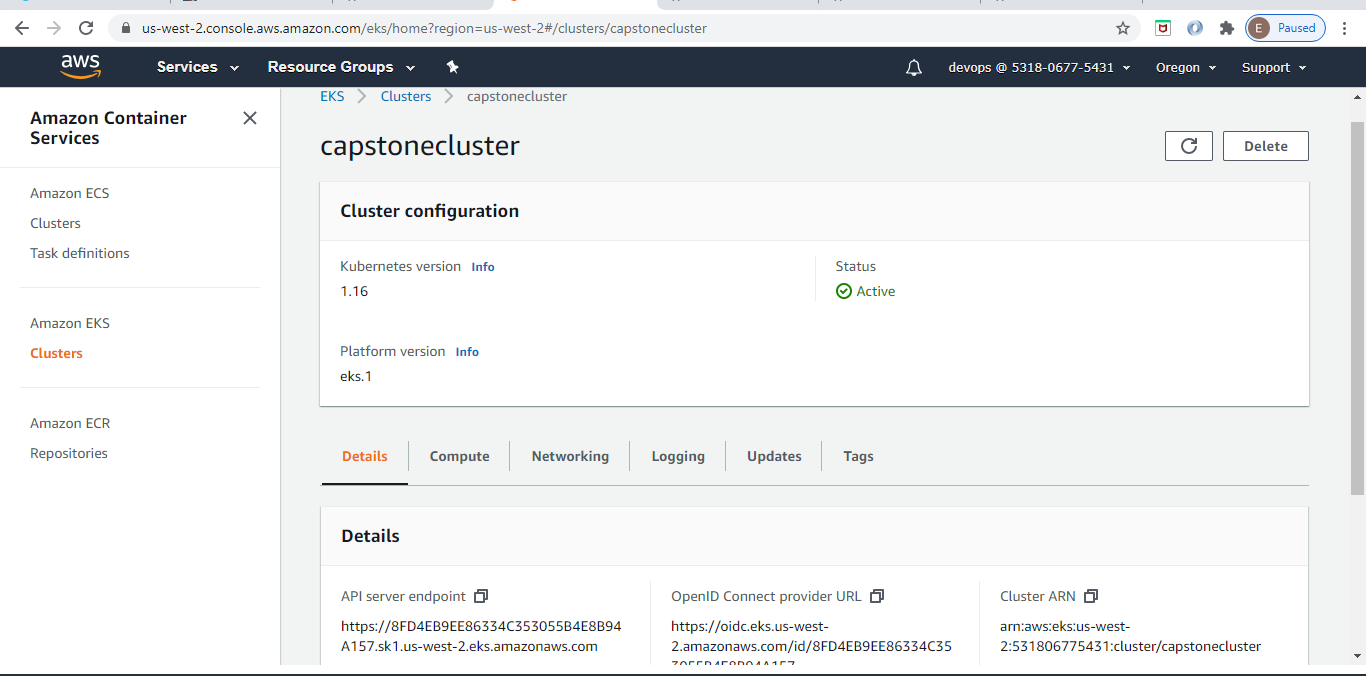 us-west-2.console.aws.amazon.com/eks/home?region=us-west-2#/clusters/capstonecluster
E Paused
aws Services Resource Groups devops @ 5318-0677-5431 Oregon Support
Amazon Container
Services
Amazon ECS
Clusters
Task definitions
Amazon EKS
Clusters
Amazon ECR
Repositories
EKS Clusters capstonecluster
capstonecluster
Delete
Cluster configuration
Kubernetes version Info
1.16
Status
Active
Platform version Info
eks.1
Details Compute Networking Logging Updates Tags
Details
API server endpoint
https://8FD4EB9EE86334C353055B4E8B94
A157.sk1.us-west-2.eks.amazonaws.com
OpenID Connect provider URL
https://oidc.eks.us-west-
2.amazonaws.com/id/8FD4EB9EE86334C35
3055B4E8B94A157
Cluster ARN
arn:aws:eks:us-west-
2:531806775431:cluster/capstonecluster